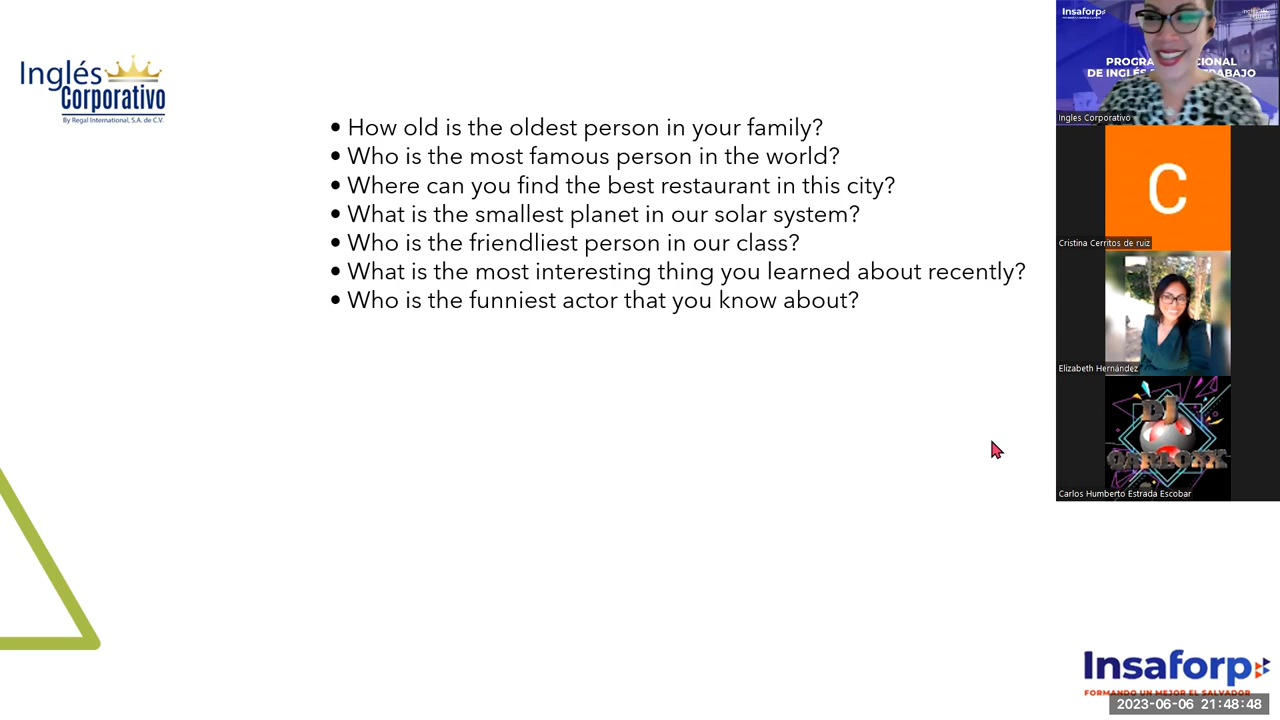 Inglés
Corporativo
By Regal International, S.A. de C.V.
• How old is the oldest person in your family?
• Who is the most famous person in the world?
• Where can you find the best restaurant in this city?
• What is the smallest planet in our solar system?
• Who is the friendliest person in our class?
• What is the most interesting thing you learned about recently?
• Who is the funniest actor that you know about?
Insaforp
Ingles Corporativo
C
Cristina Cerritos de ruiz
Elizabeth Hernández
DJ
QARLOXX
Carlos Humberto Estrada Escobar
Insaforp
FORMANDO UN MEJOR EL SALVADOR
2023-06-06 21:48:48